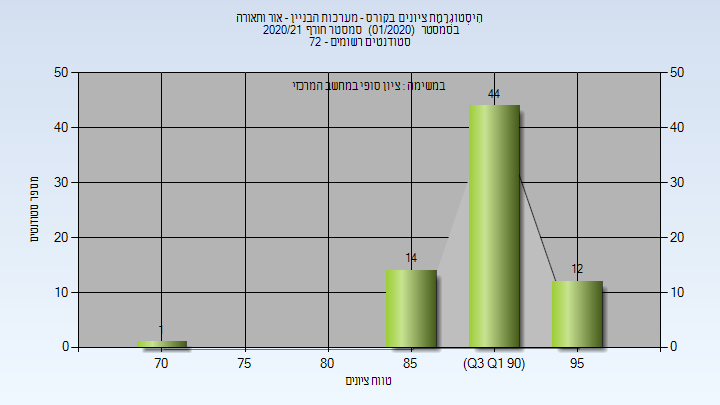 הִיסְטוֹגְרָמַת ציונים בקורס - מערכות הבניין - אור ותאורה
בסמסטר (01/2020) סמסטר חורף 2020/21
סטודנטים רשומים - 72
במשימה : ציון סופי במחשב המרכזי
50 50
44
40 40
30 30
20 20
14
12
10 10
1
0 0
70 75 80 85 (Q3 Q1 90) 95
מספר סטודנטים
טווח ציונים